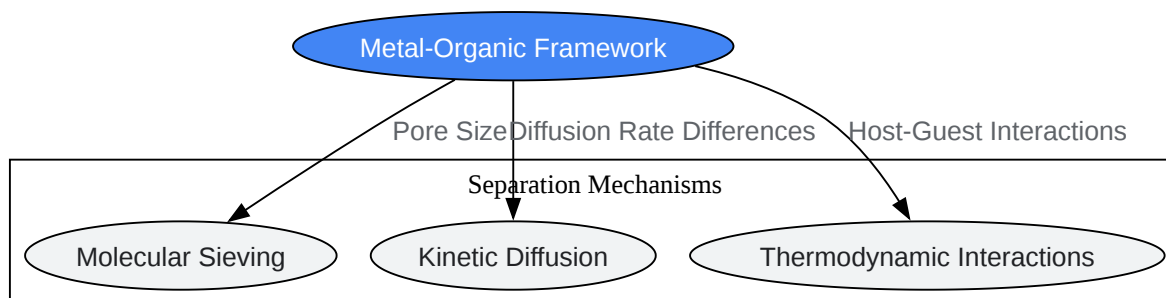 Metal-Organic Framework
Pore Size
Diffusion Rate Differences
Host-Guest Interactions
Separation Mechanisms
Molecular Sieving
Kinetic Diffusion
Thermodynamic Interactions